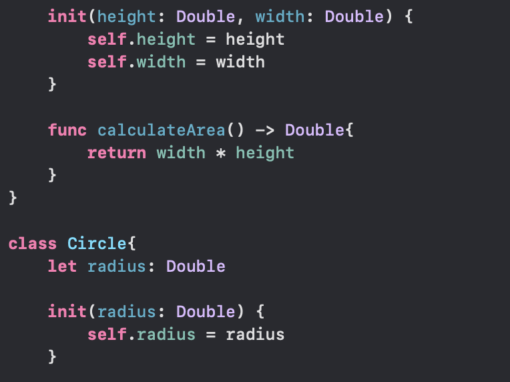 init(height: Double, width: Double) {
self.height = height
self.width = width
}
func calculateArea() -> Double{
return width * height
}
}
class Circle{
let radius: Double
init(radius: Double) {
self.radius = radius
}